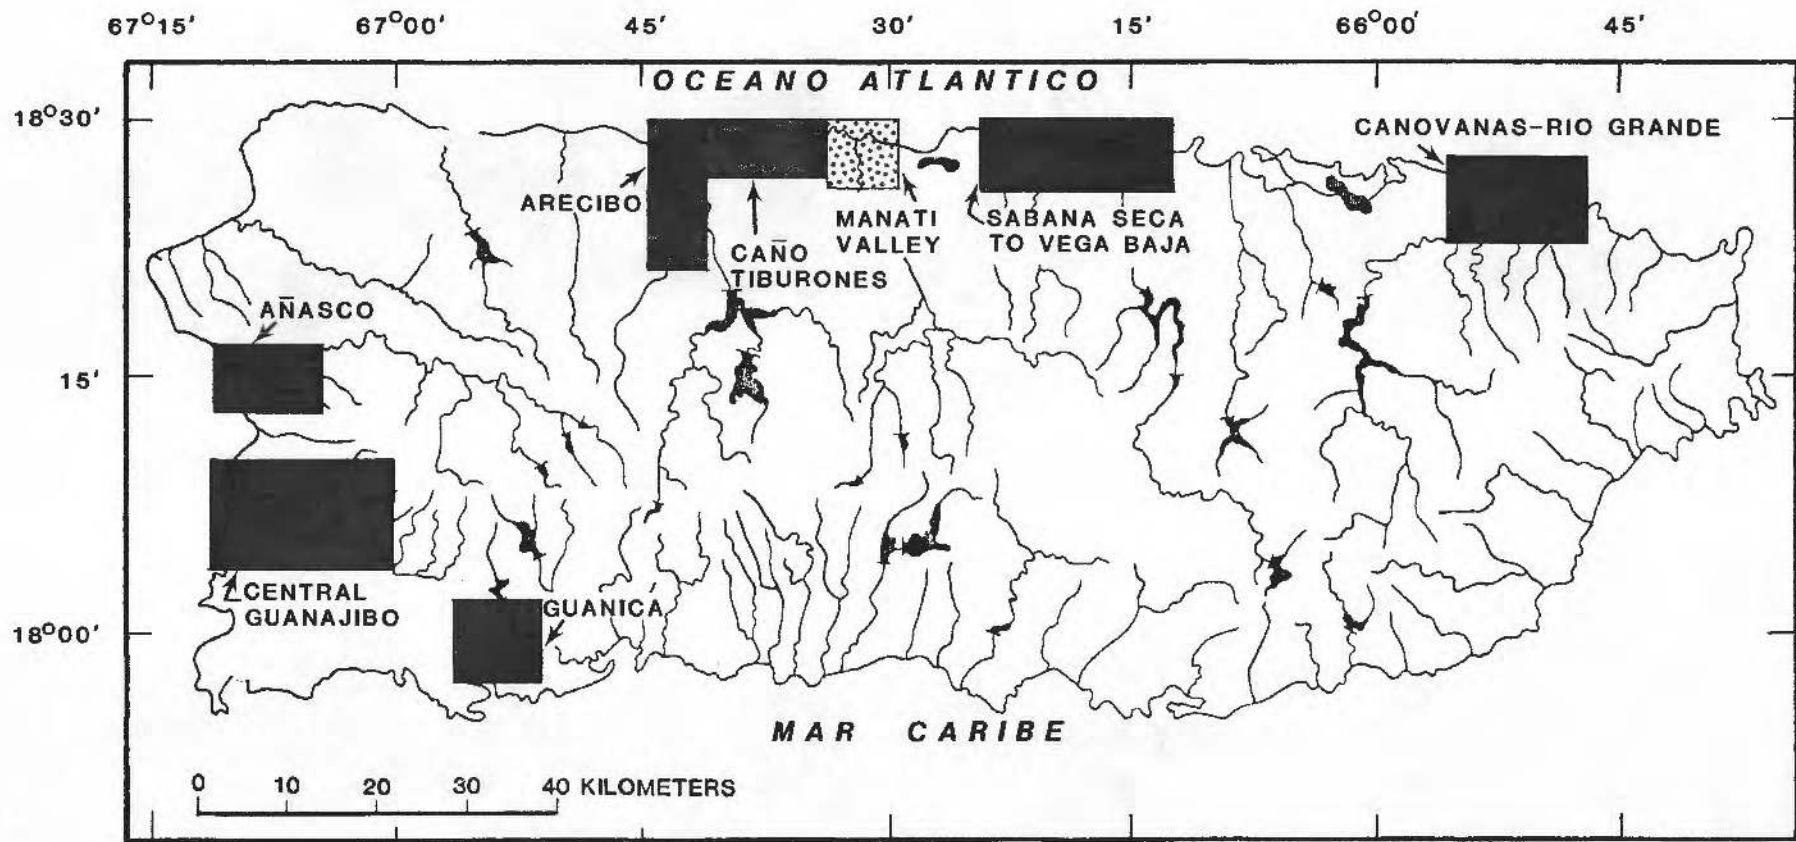 67°15' 67°00' 45' 30' 15' 66°00' 45'
OCEANO ATLANTICO
18°30'
CANOVANAS-RIO GRANDE
ARECIBO
MANATI
VALLEY
SABANA SECA
TO VEGA BAJA
CAÑO
TIBURONES
AÑASCO
15'
CENTRAL
GUANAJIBO
GUANICA
18°00'
MAR CARIBE
0 10 20 30 40 KILOMETERS